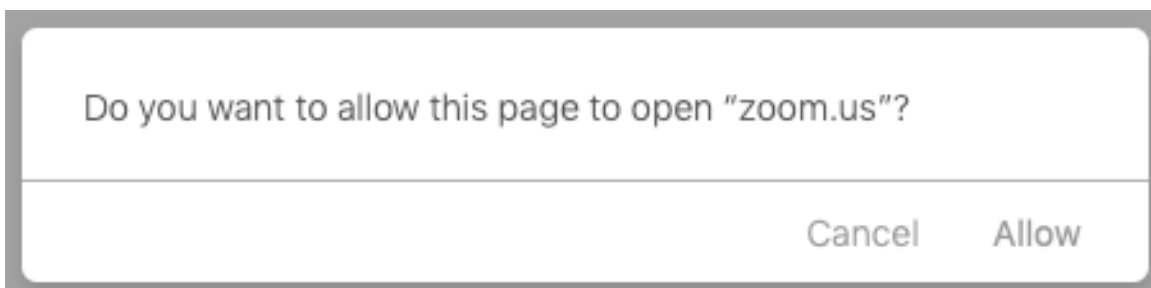 Do you want to allow this page to open “zoom.us”?
Cancel Allow